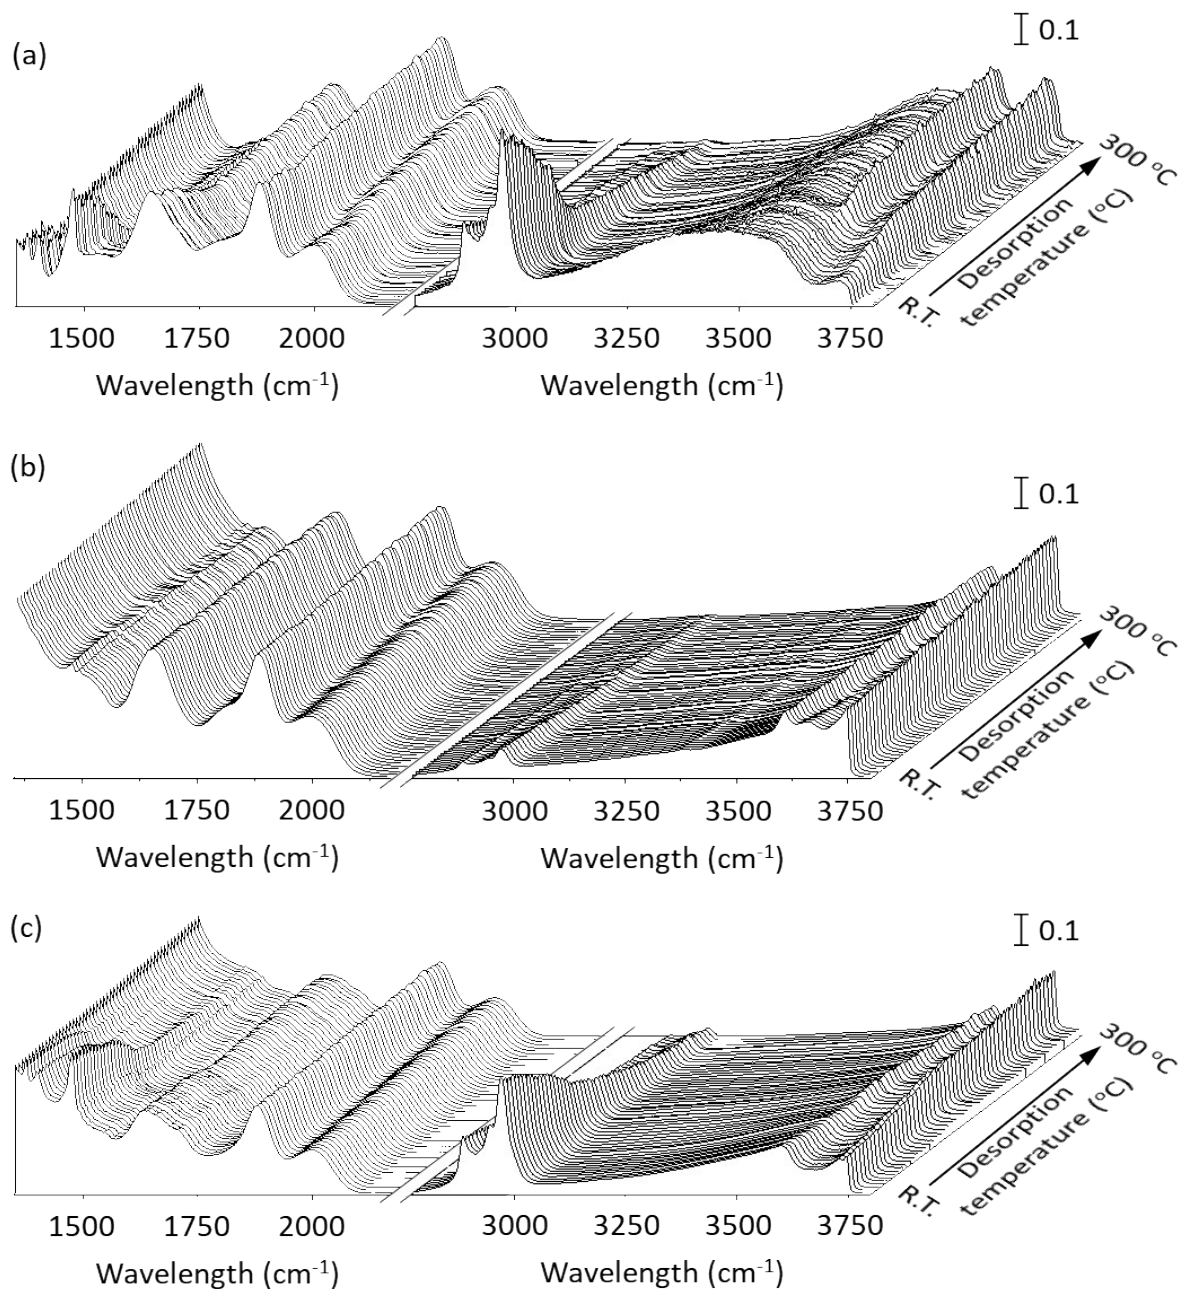 (a)
0.1
300 °C
Desorption
temperature (°C)
R.T.
1500 1750 2000 3000 3250 3500 3750
Wavelength (cm⁻¹) Wavelength (cm⁻¹)
(b)
0.1
300 °C
Desorption
temperature (°C)
R.T.
1500 1750 2000 3000 3250 3500 3750
Wavelength (cm⁻¹) Wavelength (cm⁻¹)
(c)
0.1
300 °C
Desorption
temperature (°C)
R.T.
1500 1750 2000 3000 3250 3500 3750
Wavelength (cm⁻¹) Wavelength (cm⁻¹)